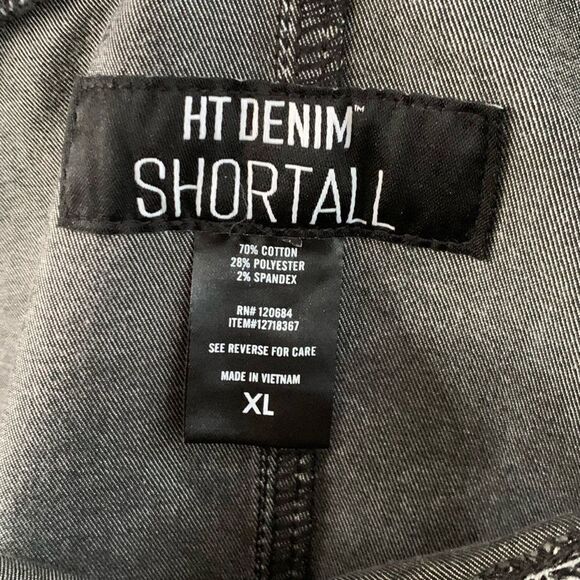 HT DENIM™
SHORTALL
70% COTTON
28% POLYESTER
2% SPANDEX
RN# 120684
ITEM#12718367
SEE REVERSE FOR CARE
MADE IN VIETNAM
XL